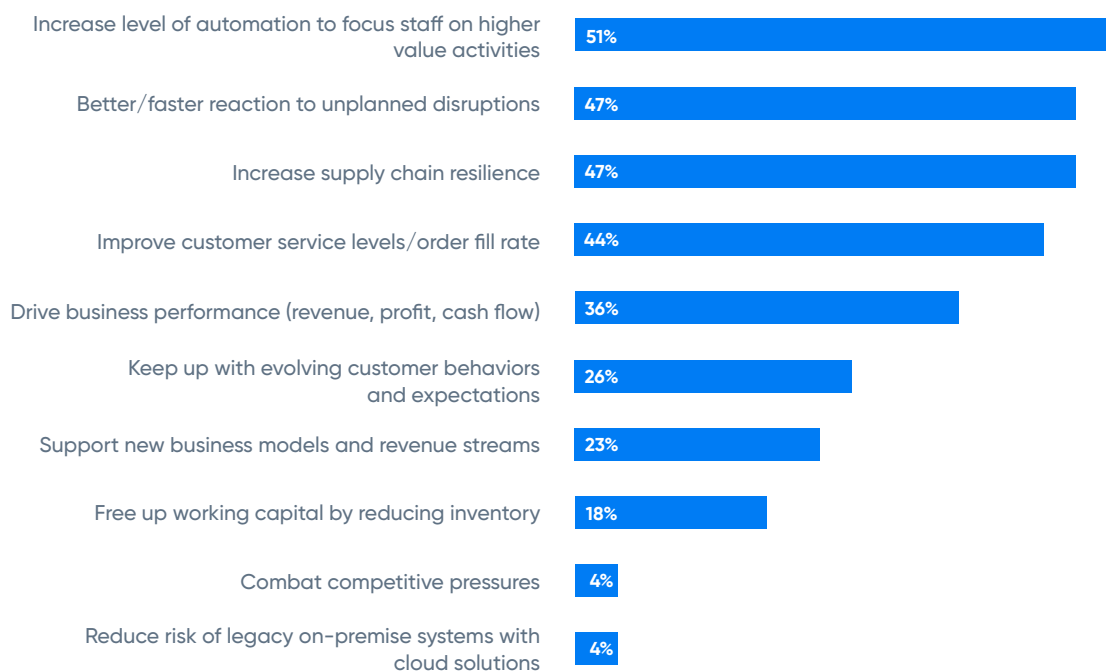 Increase level of automation to focus staff on higher
value activities
51%
Better/faster reaction to unplanned disruptions
47%
Increase supply chain resilience
47%
Improve customer service levels/order fill rate
44%
Drive business performance (revenue, profit, cash flow)
36%
Keep up with evolving customer behaviors
and expectations
26%
Support new business models and revenue streams
23%
Free up working capital by reducing inventory
18%
Combat competitive pressures
4%
Reduce risk of legacy on-premise systems with
cloud solutions
4%